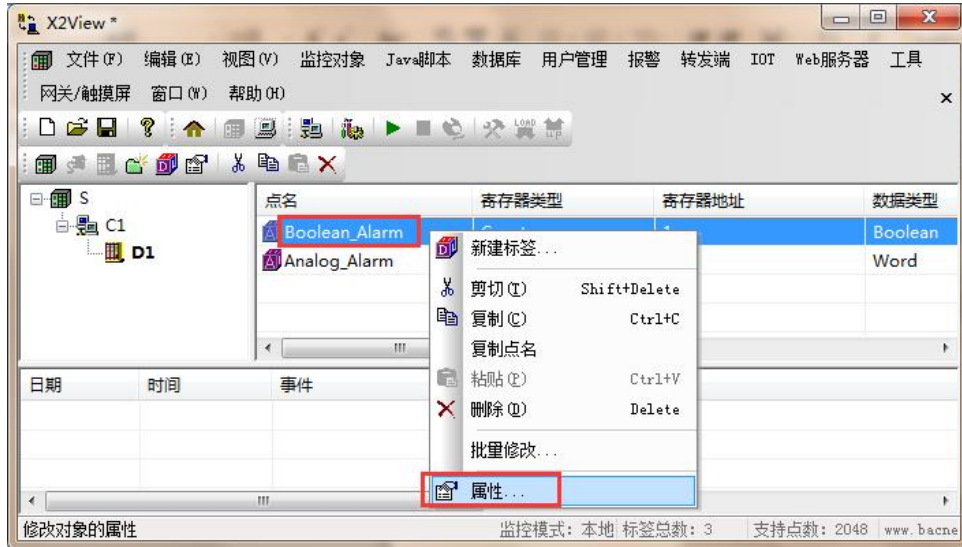 X2View *
文件(F) 编辑(E) 视图(V) 监控对象 Java脚本 数据库 用户管理 报警 转发端 IOT Web服务器 工具
网关/触摸屏 窗口(W) 帮助(H)
LOAD UP
点名 寄存器类型 寄存器地址 数据类型
S
C1
D1
Boolean_Alarm Boolean
Analog_Alarm Word
新建标签...
剪切(T) Shift+Delete
复制(C) Ctrl+C
复制点名
粘贴(P) Ctrl+V
删除(D) Delete
批量修改...
属性...
日期 时间 事件
修改对象的属性 监控模式: 本地 标签总数: 3 支持点数: 2048 www.bacne